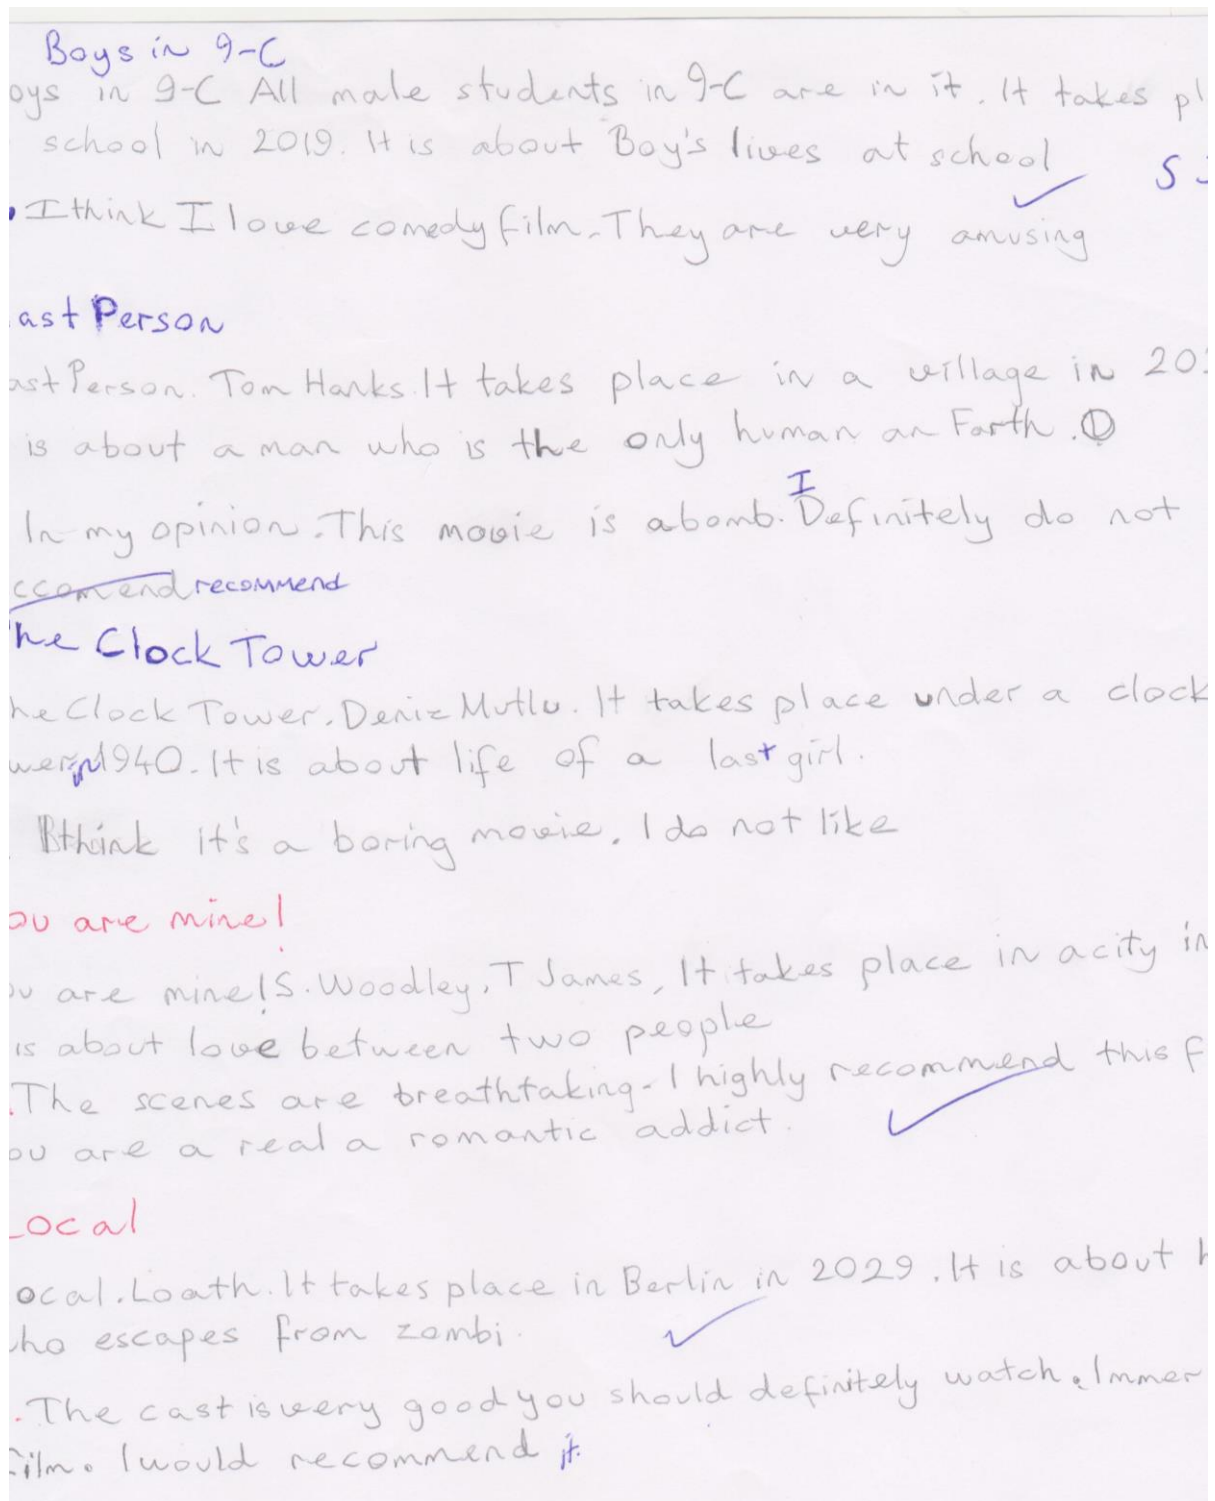 Boys in 9-C
oys in 9-C All male students in 9-C are in it. It takes pl
school in 2019. It is about Boy's lives at school
S
I think I love comedy film. They are very amusing
ast Person
ast Person. Tom Hanks. It takes place in a village in 20
is about a man who is the only human an Earth.
I
In my opinion. This movie is a bomb. Definitely do not
ccomend recommend
he Clock Tower
he Clock Tower. Deniz Mutlu. It takes place under a clock
wer in 1940. It is about life of a last girl.
think it's a boring movie. I do not like
ou are mine!
ou are mine! S. Woodley, T James, It takes place in a city in
is about love between two people
The scenes are breathtaking. I highly recommend this f
ou are a real a romantic addict.
Local
ocal. Loath. It takes place in Berlin in 2029. It is about h
ho escapes from zombi.
. The cast is very good you should definitely watch. Immer
film. I would recommend it.